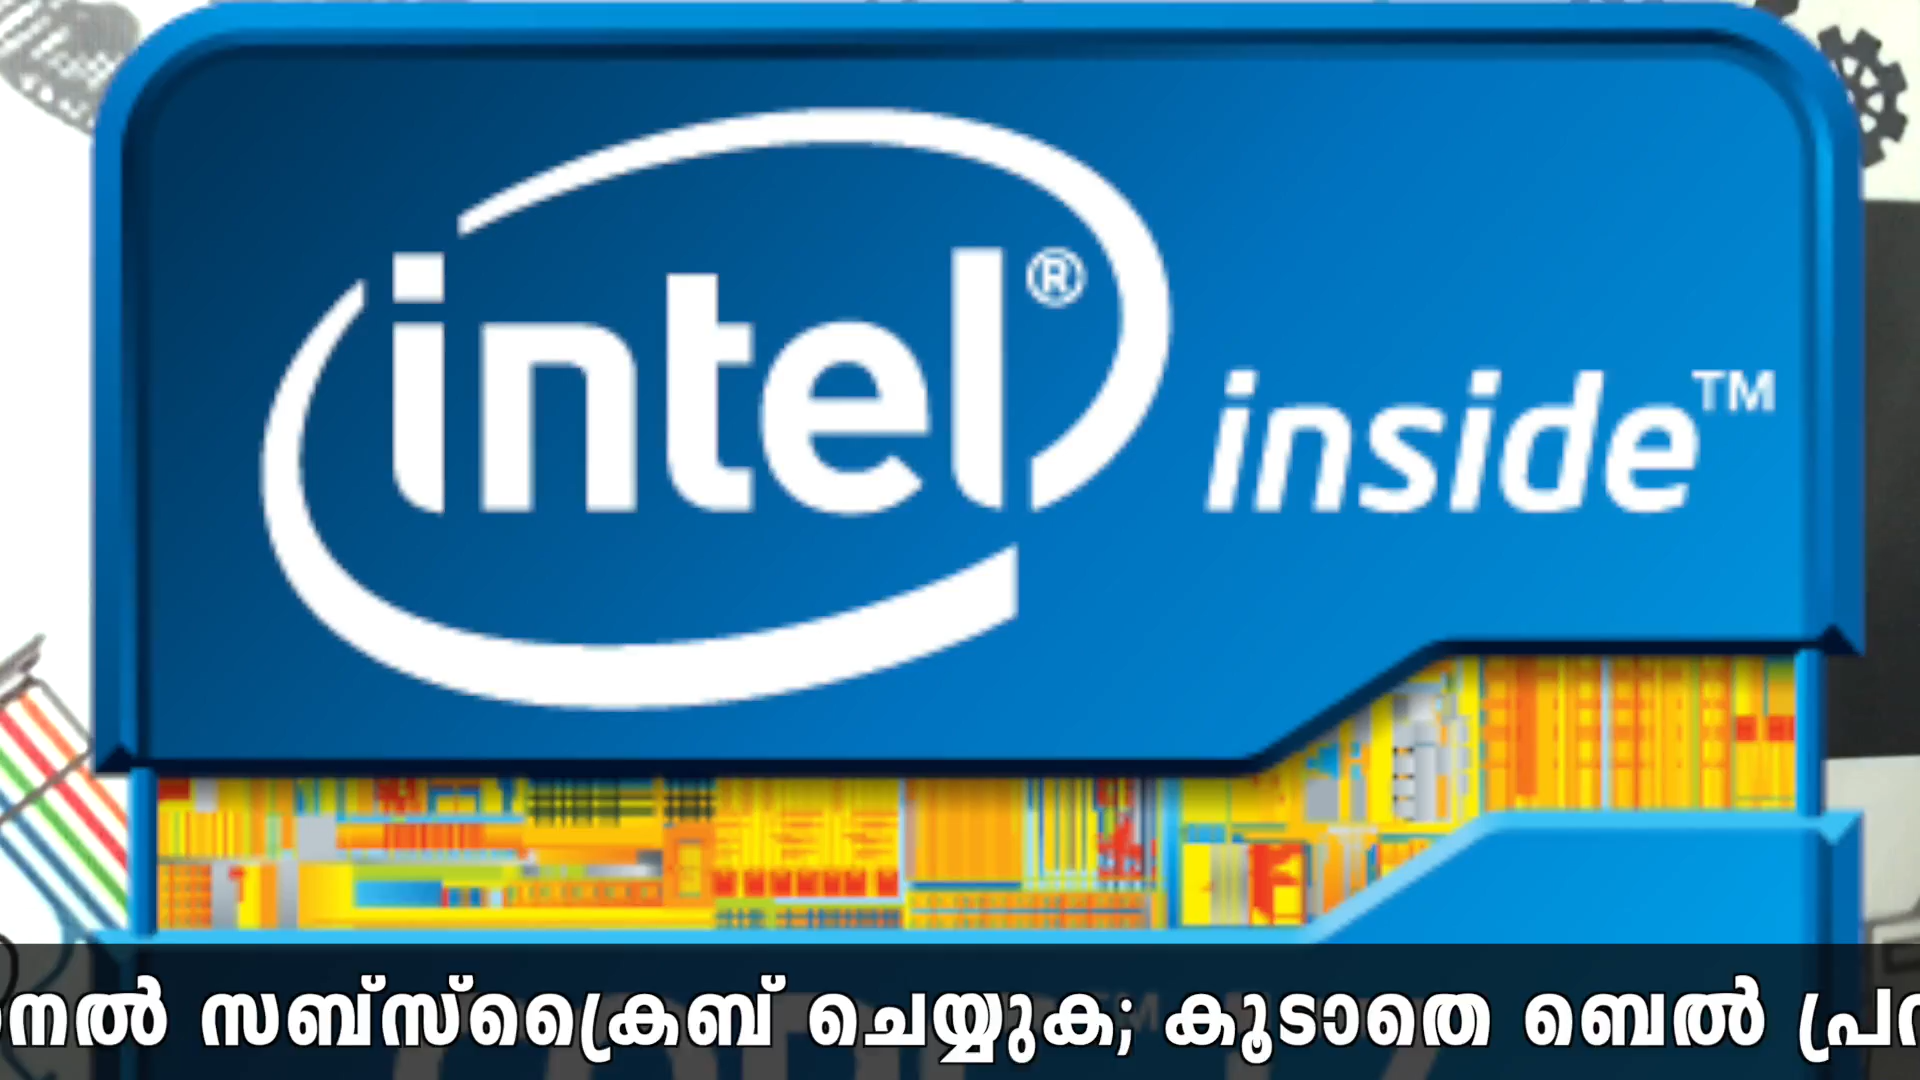 intel®
inside™
സബ്സ്ക്രൈബ് ചെയ്യുക; കൂടാതെ ബെൽ